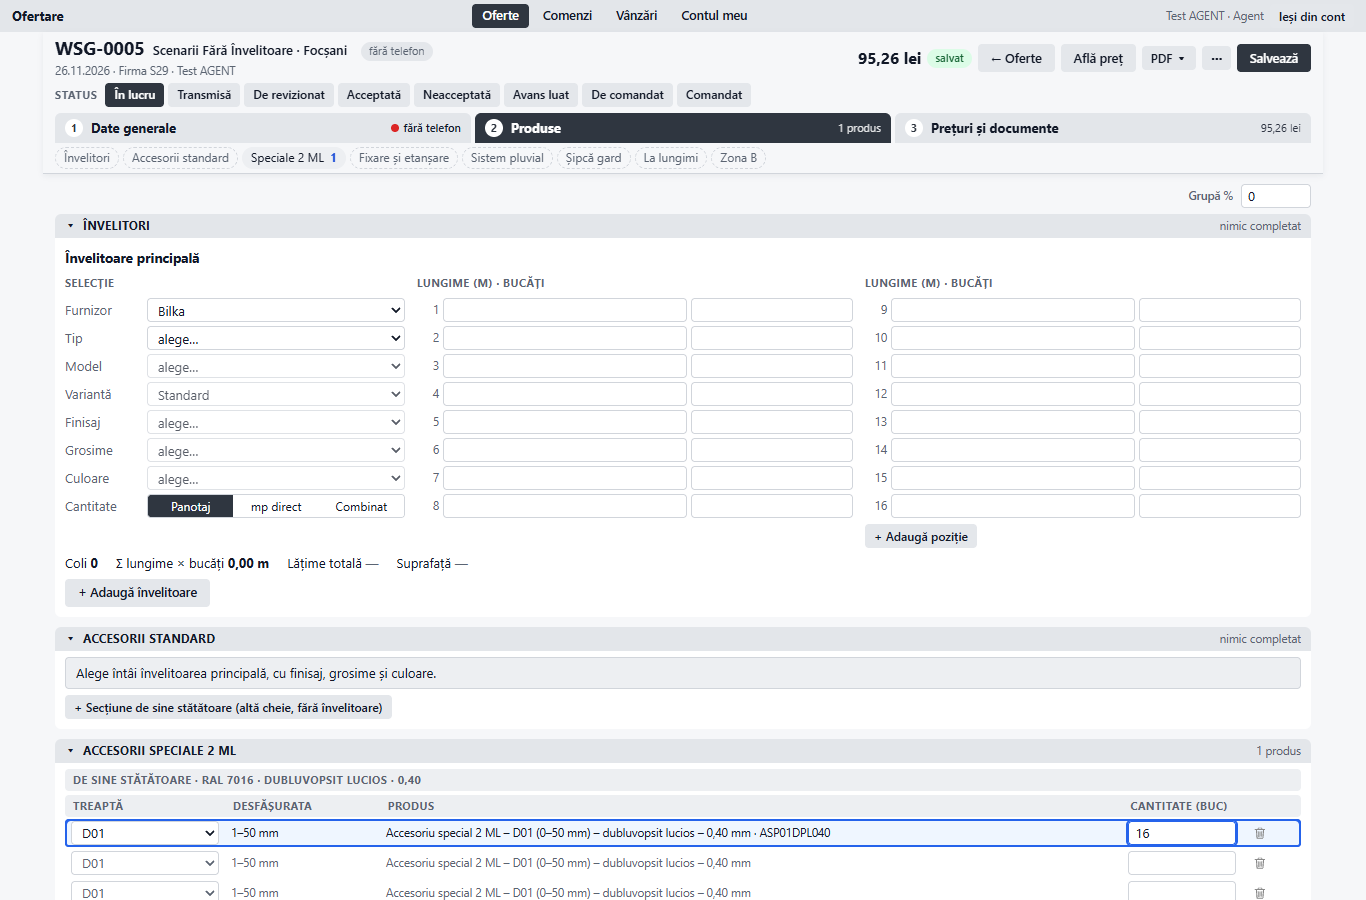 Ofertare
Oferte Comenzi Vânzări Contul meu
Test AGENT · Agent Ieși din cont
WSG-0005 Scenarii Fără Învelitoare · Focșani fără telefon
26.11.2026 · Firma S29 · Test AGENT
95,26 lei salvat ← Oferte Află preț PDF ▾ ··· Salvează
STATUS În lucru Transmisă De revizionat Acceptată Neacceptată Avans luat De comandat Comandat
1 Date generale fără telefon
2 Produse 1 produs
3 Prețuri și documente 95,26 lei
Învelitori Accesorii standard Speciale 2 ML 1 Fixare și etanșare Sistem pluvial Șipcă gard La lungimi Zona B
Grupă % 0
▾ ÎNVELITORI nimic completat
Învelitoare principală
SELECȚIE LUNGIME (M) · BUCĂȚI LUNGIME (M) · BUCĂȚI
Furnizor Bilka 1 9
Tip alege... 2 10
Model alege... 3 11
Variantă Standard 4 12
Finisaj alege... 5 13
Grosime alege... 6 14
Culoare alege... 7 15
Cantitate Panotaj mp direct Combinat 8 16
+ Adaugă poziție
Coli 0 Σ lungime × bucăți 0,00 m Lățime totală — Suprafață —
+ Adaugă învelitoare
▾ ACCESORII STANDARD nimic completat
Alege întâi învelitoarea principală, cu finisaj, grosime și culoare.
+ Secțiune de sine stătătoare (altă cheie, fără învelitoare)
▾ ACCESORII SPECIALE 2 ML 1 produs
DE SINE STĂTĂTOARE · RAL 7016 · DUBLUVOPSIT LUCIOS · 0,40
TREAPTĂ DESFĂȘURATA PRODUS CANTITATE (BUC)
D01 1–50 mm Accesoriu special 2 ML – D01 (0–50 mm) – dubluvopsit lucios – 0,40 mm · ASP01DPL040 16
D01 1–50 mm Accesoriu special 2 ML – D01 (0–50 mm) – dubluvopsit lucios – 0,40 mm
D01 1–50 mm Accesoriu special 2 ML – D01 (0–50 mm) – dubluvopsit lucios – 0,40 mm